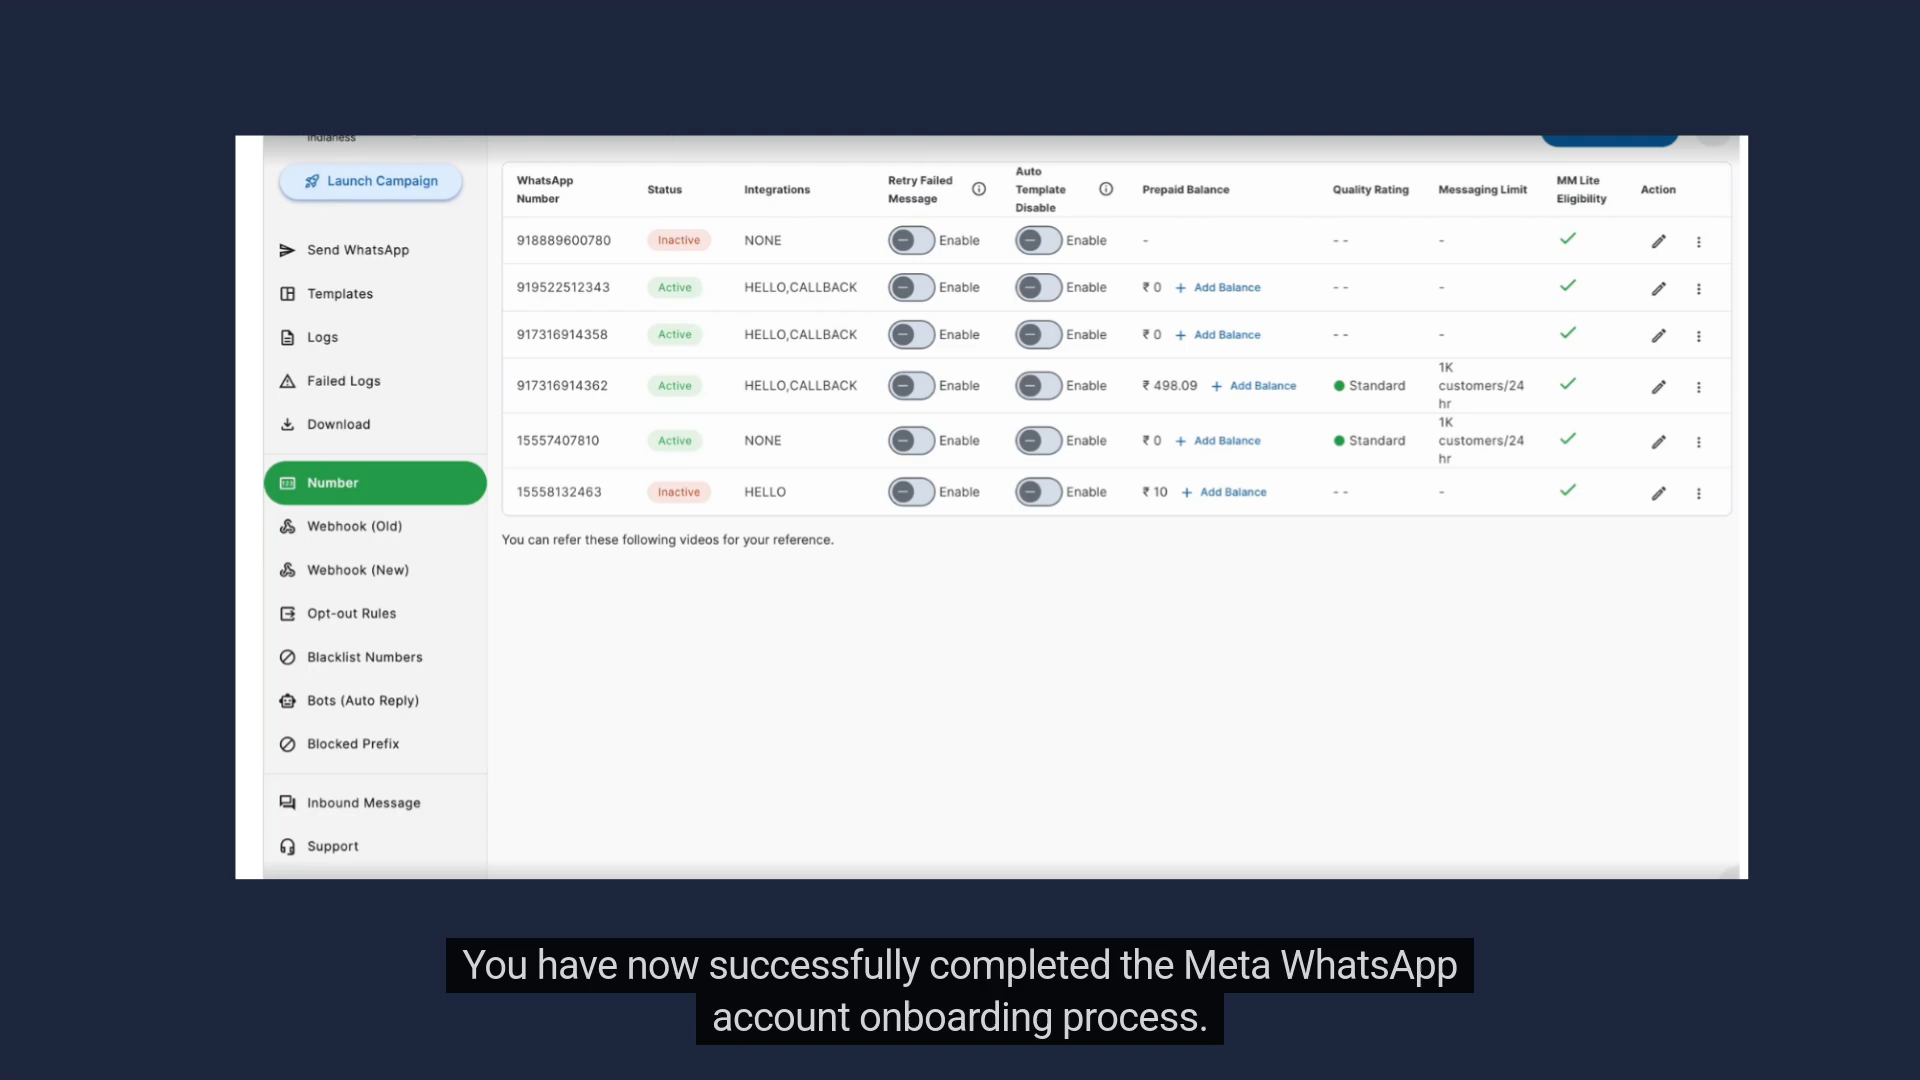 Indianess
Launch Campaign
Send WhatsApp
Templates
Logs
Failed Logs
Download
Number
Webhook (Old)
Webhook (New)
Opt-out Rules
Blacklist Numbers
Bots (Auto Reply)
Blocked Prefix
Inbound Message
Support
WhatsApp Number Status Integrations Retry Failed Message Auto Template Disable Prepaid Balance Quality Rating Messaging Limit MM Lite Eligibility Action
918889600780 Inactive NONE Enable Enable - -- -
919522512343 Active HELLO,CALLBACK Enable Enable ₹ 0 + Add Balance -- -
917316914358 Active HELLO,CALLBACK Enable Enable ₹ 0 + Add Balance -- -
917316914362 Active HELLO,CALLBACK Enable Enable ₹ 498.09 + Add Balance Standard 1K customers/24 hr
15557407810 Active NONE Enable Enable ₹ 0 + Add Balance Standard 1K customers/24 hr
15558132463 Inactive HELLO Enable Enable ₹ 10 + Add Balance -- -
You can refer these following videos for your reference.
You have now successfully completed the Meta WhatsApp
account onboarding process.